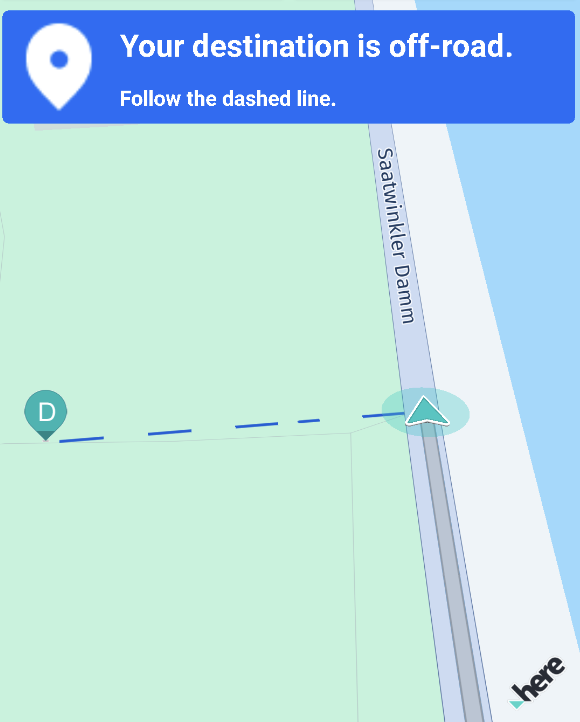 Your destination is off-road.
Follow the dashed line.
Saatwinkler Damm
D
here